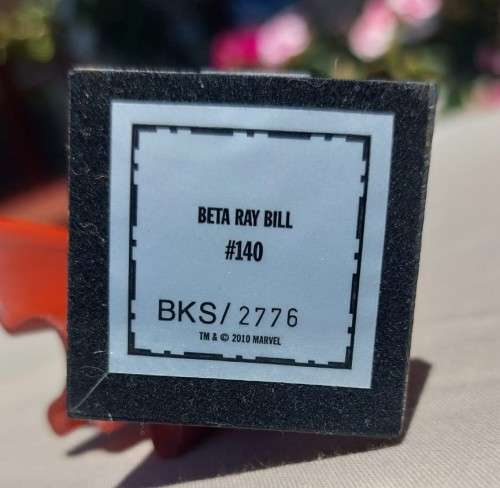 BETA RAY BILL
#140
BKS/ 2776
TM & © 2010 MARVEL